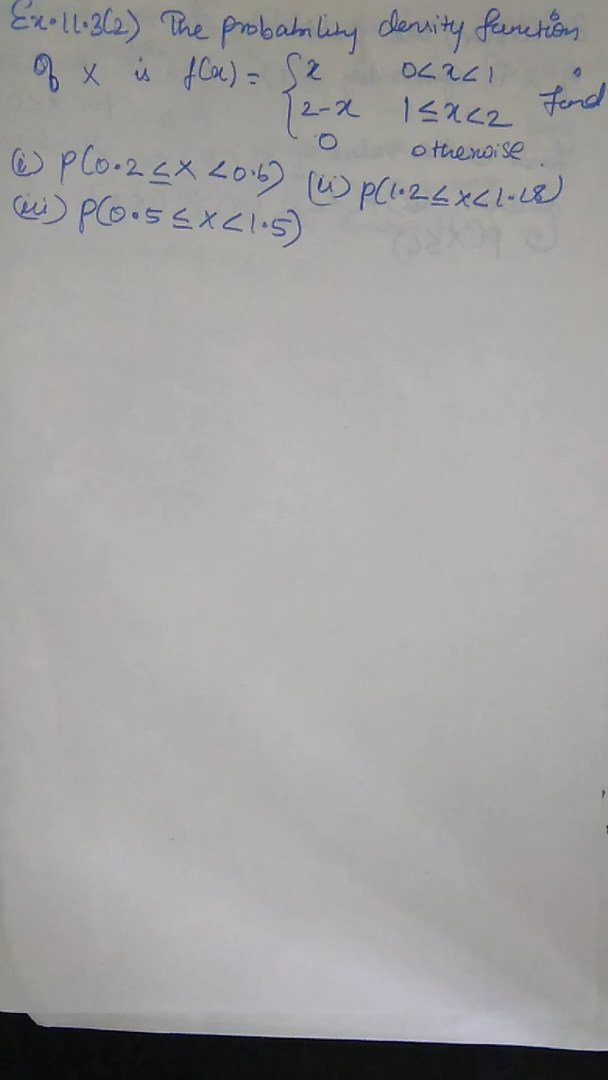 Ex.11.3(2) The probability density function
of X is f(x) = { x 0<x<1
2-x 1≤x<2 find
0 otherwise.
(i) P(0.2≤X<0.6) (ii) P(1.2≤x<1.18)
(iii) P(0.5≤x<1.5)